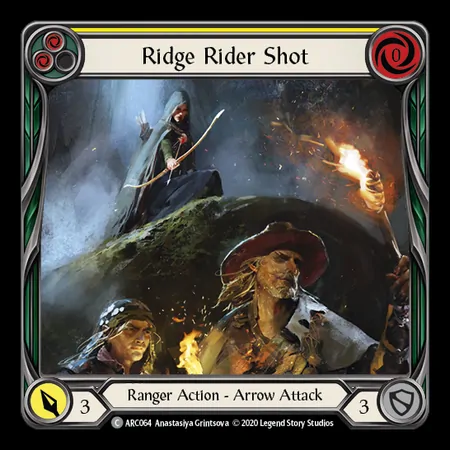 Ridge Rider Shot
0
3
Ranger Action - Arrow Attack
3
C ARC064 Anastasiya Grintsova © 2020 Legend Story Studios